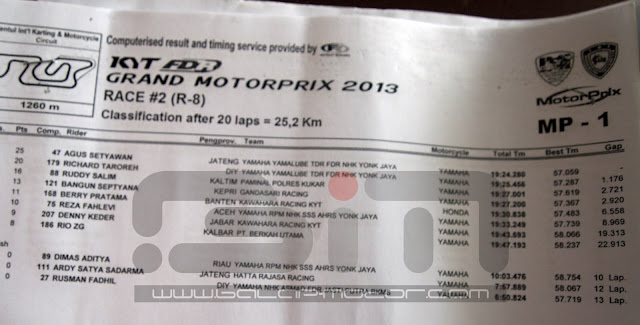 entul Int'l Karting & Motorcycle
Circuit
1260 m
Computerised result and timing service provided by
KYT FDR
GRAND MOTORPRIX 2013
RACE #2 (R-8)
Classification after 20 laps = 25,2 Km
MotorPrix
MP - 1
Pts Comp. Rider Pengprov. Team Motorcycle Total Tm Best Tm Gap
25 47 AGUS SETYAWAN JATENG YAMAHA YAMALUBE TDR FDR NHK YONK JAYA YAMAHA 19:24.280 57.059 -
20 179 RICHARD TAROREH DIY YAMAHA YAMALUBE TDR FDR NHK YONK JAYA YAMAHA 19:25.456 57.287 1.176
16 88 RUDDY SALIM KALTIM PAMINAL POLRES KUKAR YAMAHA 19:27.001 57.619 2.721
13 121 BANGUN SEPTYANA KEPRI GANDASARI RACING YAMAHA 19:27.200 57.367 2.920
11 168 BERRY PRATAMA BANTEN KAWAHARA RACING KYT YAMAHA 19:30.838 57.483 6.558
10 75 REZA FAHLEVI ACEH YAMAHA RPM NHK SSS AHRS YONK JAYA HONDA 19:33.249 57.739 8.969
9 207 DENNY KEDER JABAR KAWAHARA RACING KYT YAMAHA 19:43.593 58.066 19.313
8 186 RIO ZG KALBAR PT. BERKAH UTAMA YAMAHA 19:47.193 58.237 22.913
89 DIMAS ADITYA RIAU YAMAHA RPM NHK SSS AHRS YONK JAYA YAMAHA 10:03.476 58.754 10 Lap.
111 ARDY SATYA SADARMA JATENG HATTA RAJASA RACING YAMAHA 7:57.889 58.067 12 Lap.
27 RUSMAN FADHIL DIY YAMAHA NHK YAMAHA 6:50.824 57.719 13 Lap.